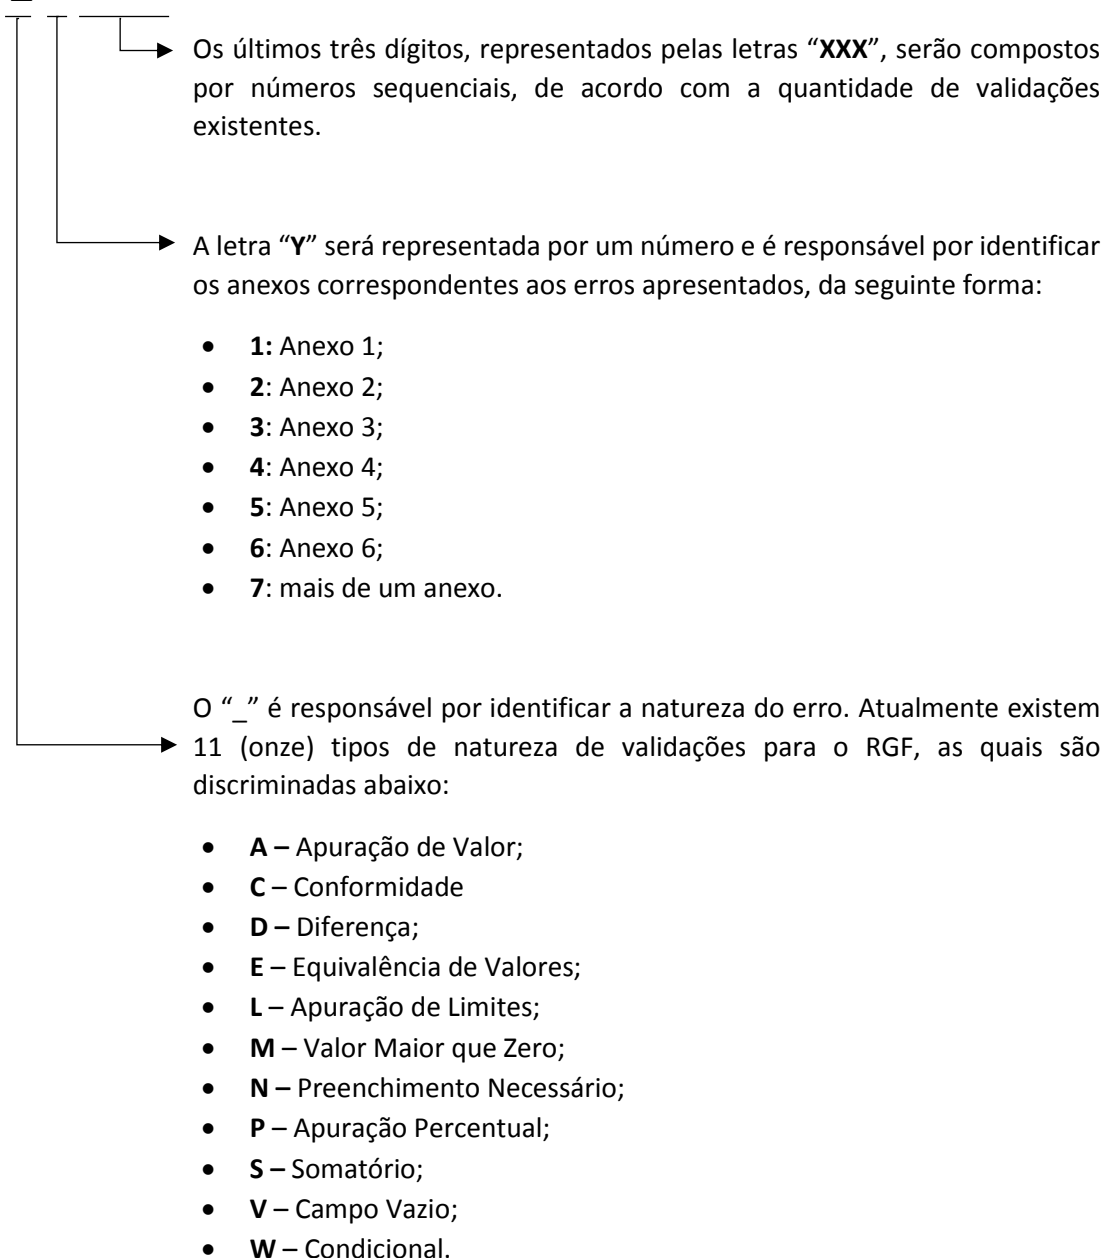 Os últimos três dígitos, representados pelas letras “XXX”, serão compostos
por números sequenciais, de acordo com a quantidade de validações
existentes.
A letra “Y” será representada por um número e é responsável por identificar
os anexos correspondentes aos erros apresentados, da seguinte forma:
• 1: Anexo 1;
• 2: Anexo 2;
• 3: Anexo 3;
• 4: Anexo 4;
• 5: Anexo 5;
• 6: Anexo 6;
• 7: mais de um anexo.
O “_” é responsável por identificar a natureza do erro. Atualmente existem
11 (onze) tipos de natureza de validações para o RGF, as quais são
discriminadas abaixo:
• A – Apuração de Valor;
• C – Conformidade
• D – Diferença;
• E – Equivalência de Valores;
• L – Apuração de Limites;
• M – Valor Maior que Zero;
• N – Preenchimento Necessário;
• P – Apuração Percentual;
• S – Somatório;
• V – Campo Vazio;
• W – Condicional.